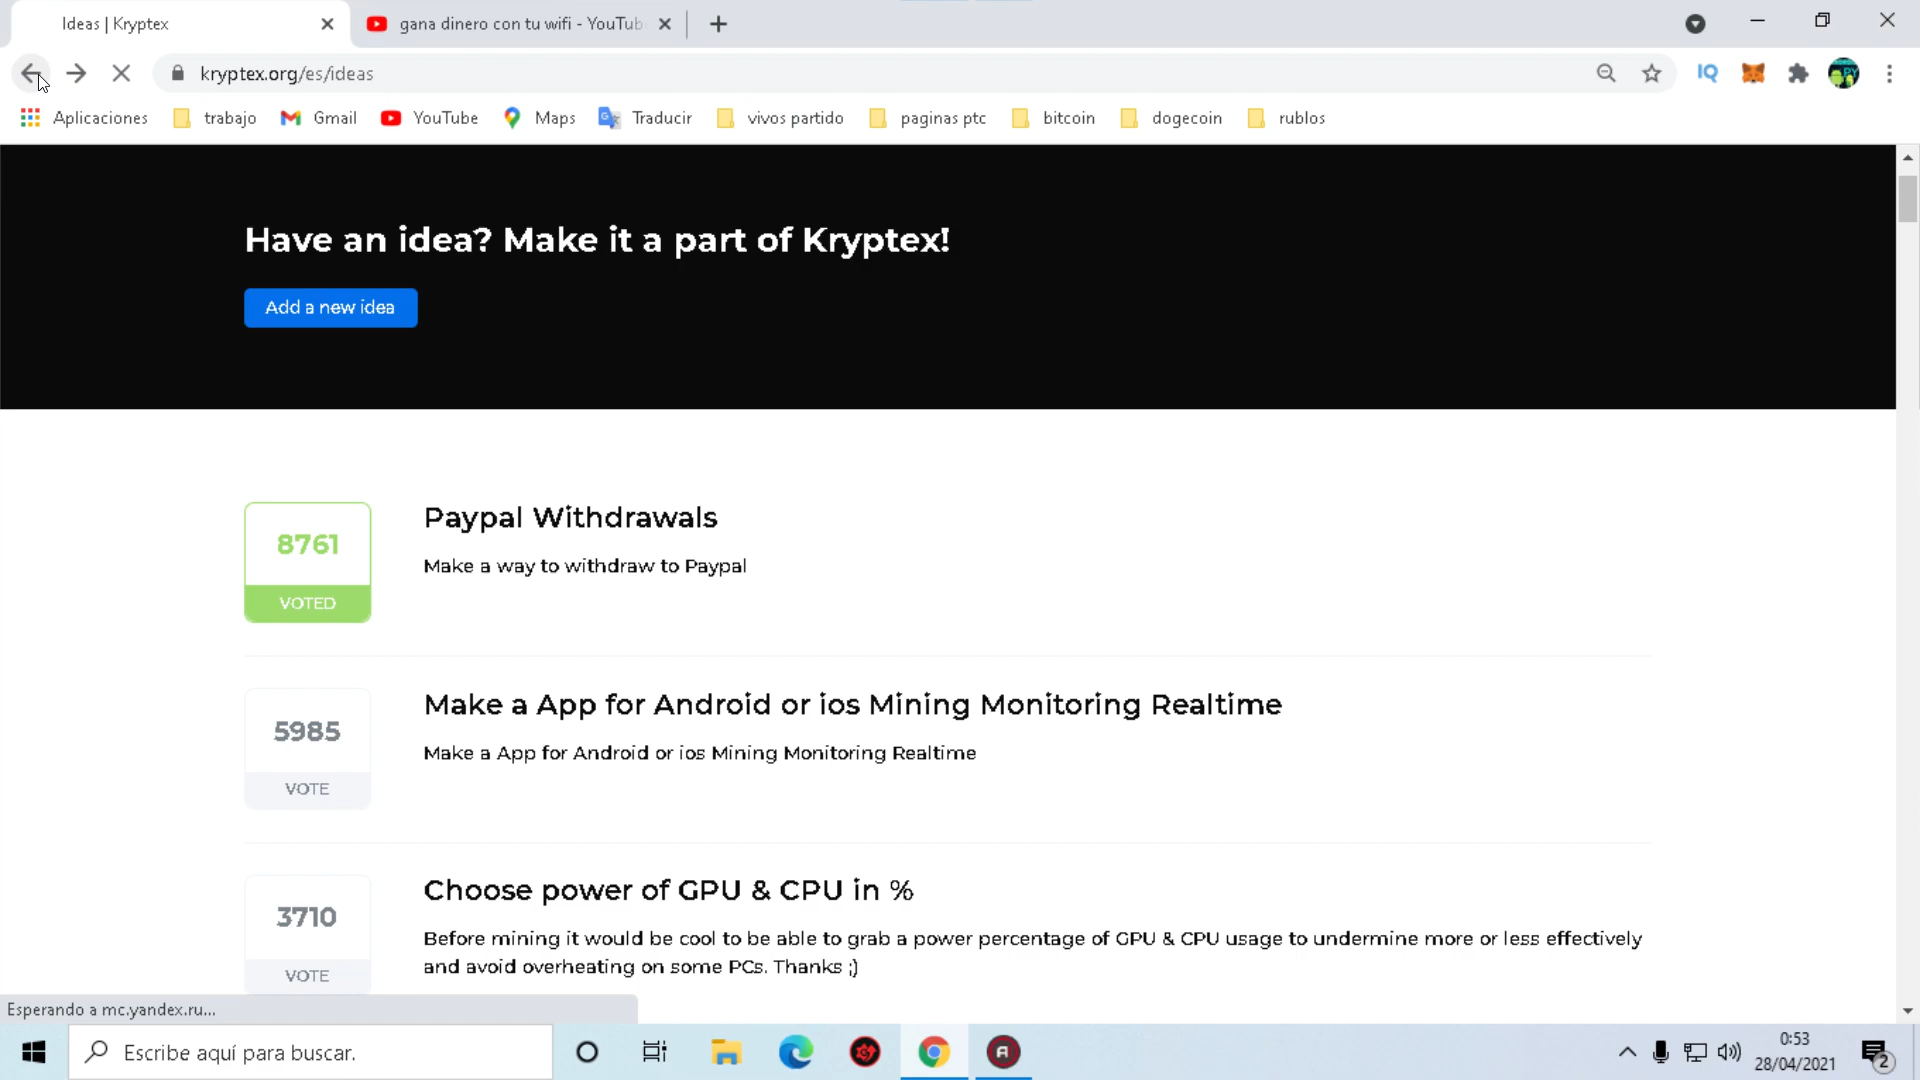 Ideas | Kryptex
gana dinero con tu wifi - YouTub
kryptex.org/es/ideas
IQ
Aplicaciones trabajo Gmail YouTube Maps Traducir vivos partido paginas ptc bitcoin dogecoin rublos
Have an idea? Make it a part of Kryptex!
Add a new idea
8761
VOTED
Paypal Withdrawals
Make a way to withdraw to Paypal
5985
VOTE
Make a App for Android or ios Mining Monitoring Realtime
Make a App for Android or ios Mining Monitoring Realtime
3710
VOTE
Choose power of GPU & CPU in %
Before mining it would be cool to be able to grab a power percentage of GPU & CPU usage to undermine more or less effectively
and avoid overheating on some PCs. Thanks ;)
Esperando a mc.yandex.ru...
Escribe aquí para buscar.
0:53
28/04/2021
2